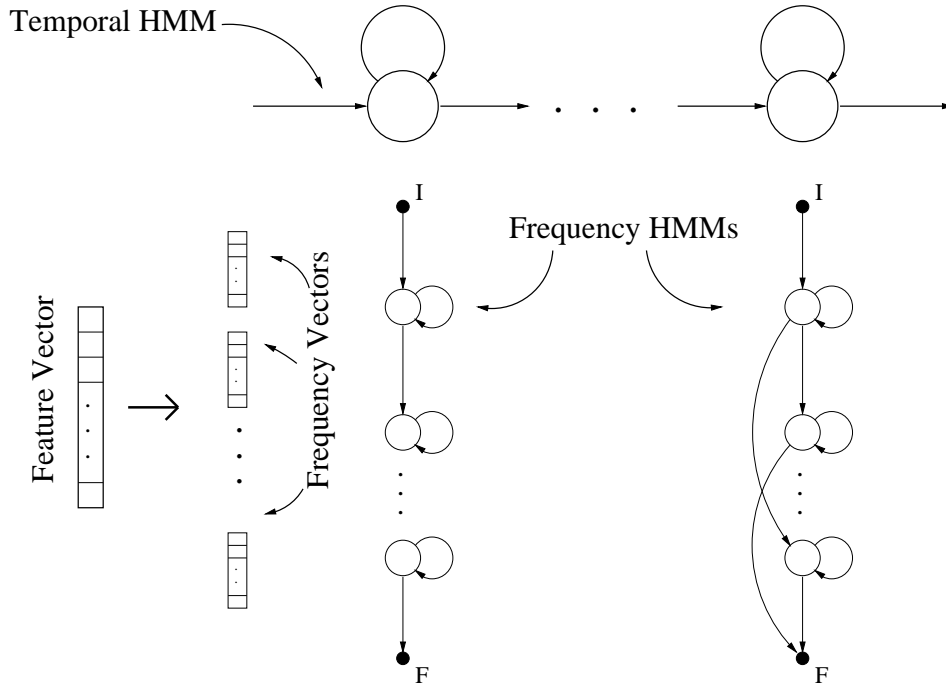 Temporal HMM
I
I
Frequency HMMs
Feature Vector
Frequency Vectors
F
F